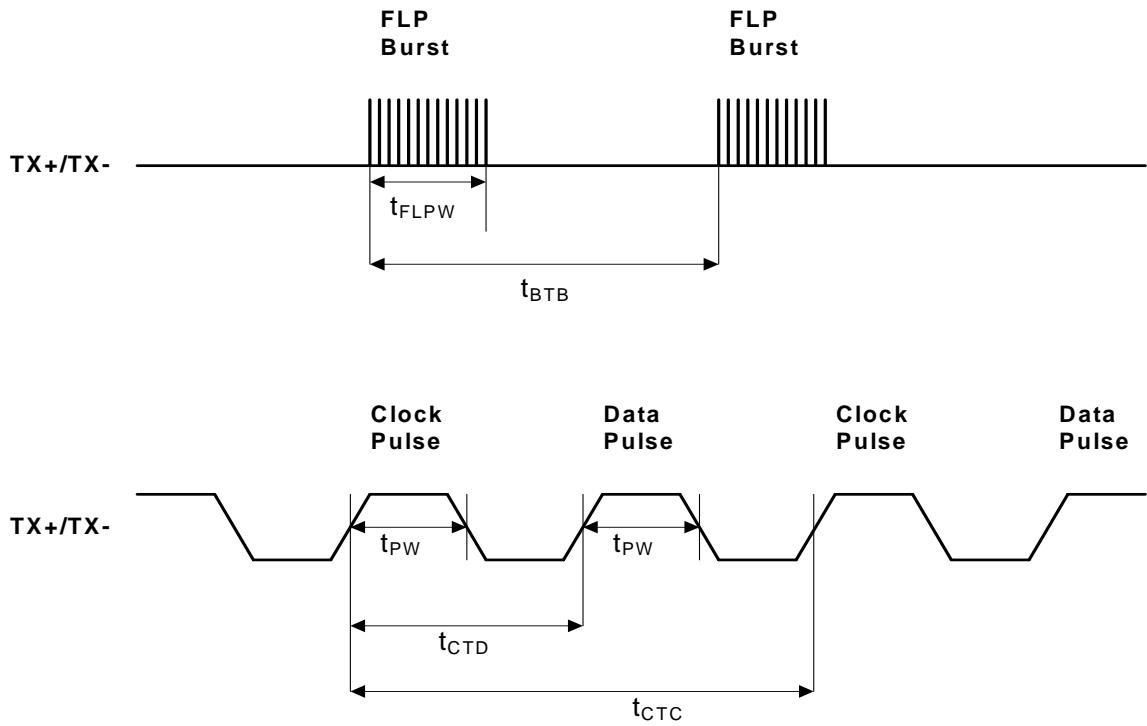 FLP
Burst
FLP
Burst
TX+/TX-
tFLPW
tBTB
Clock
Pulse
Data
Pulse
Clock
Pulse
Data
Pulse
TX+/TX-
tPW
tPW
tCTD
tCTC